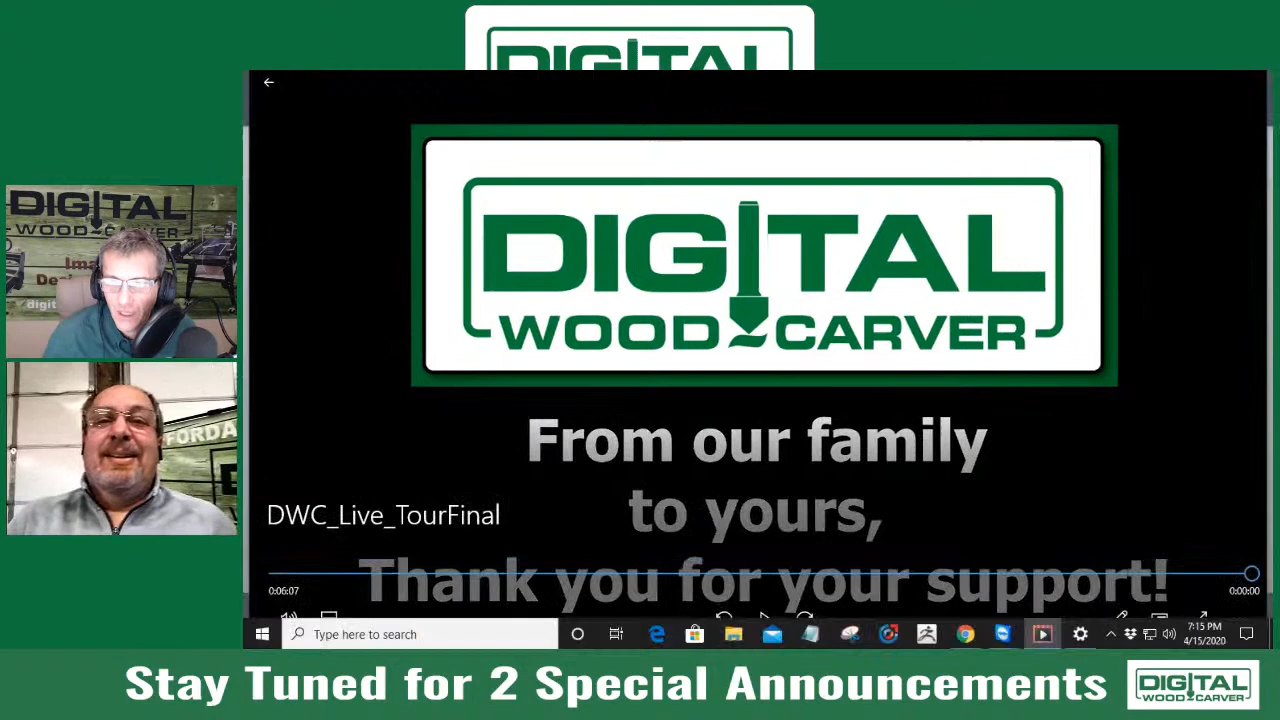 DIGITAL
DIGITAL
WOOD CARVER
DIGITAL
WOOD CARVER
From our family
to yours,
Thank you for your support!
DWC_Live_TourFinal
0:06:07
0:00:00
FORDA
Type here to search
7:15 PM
4/15/2020
Stay Tuned for 2 Special Announcements
DIGITAL
WOOD CARVER